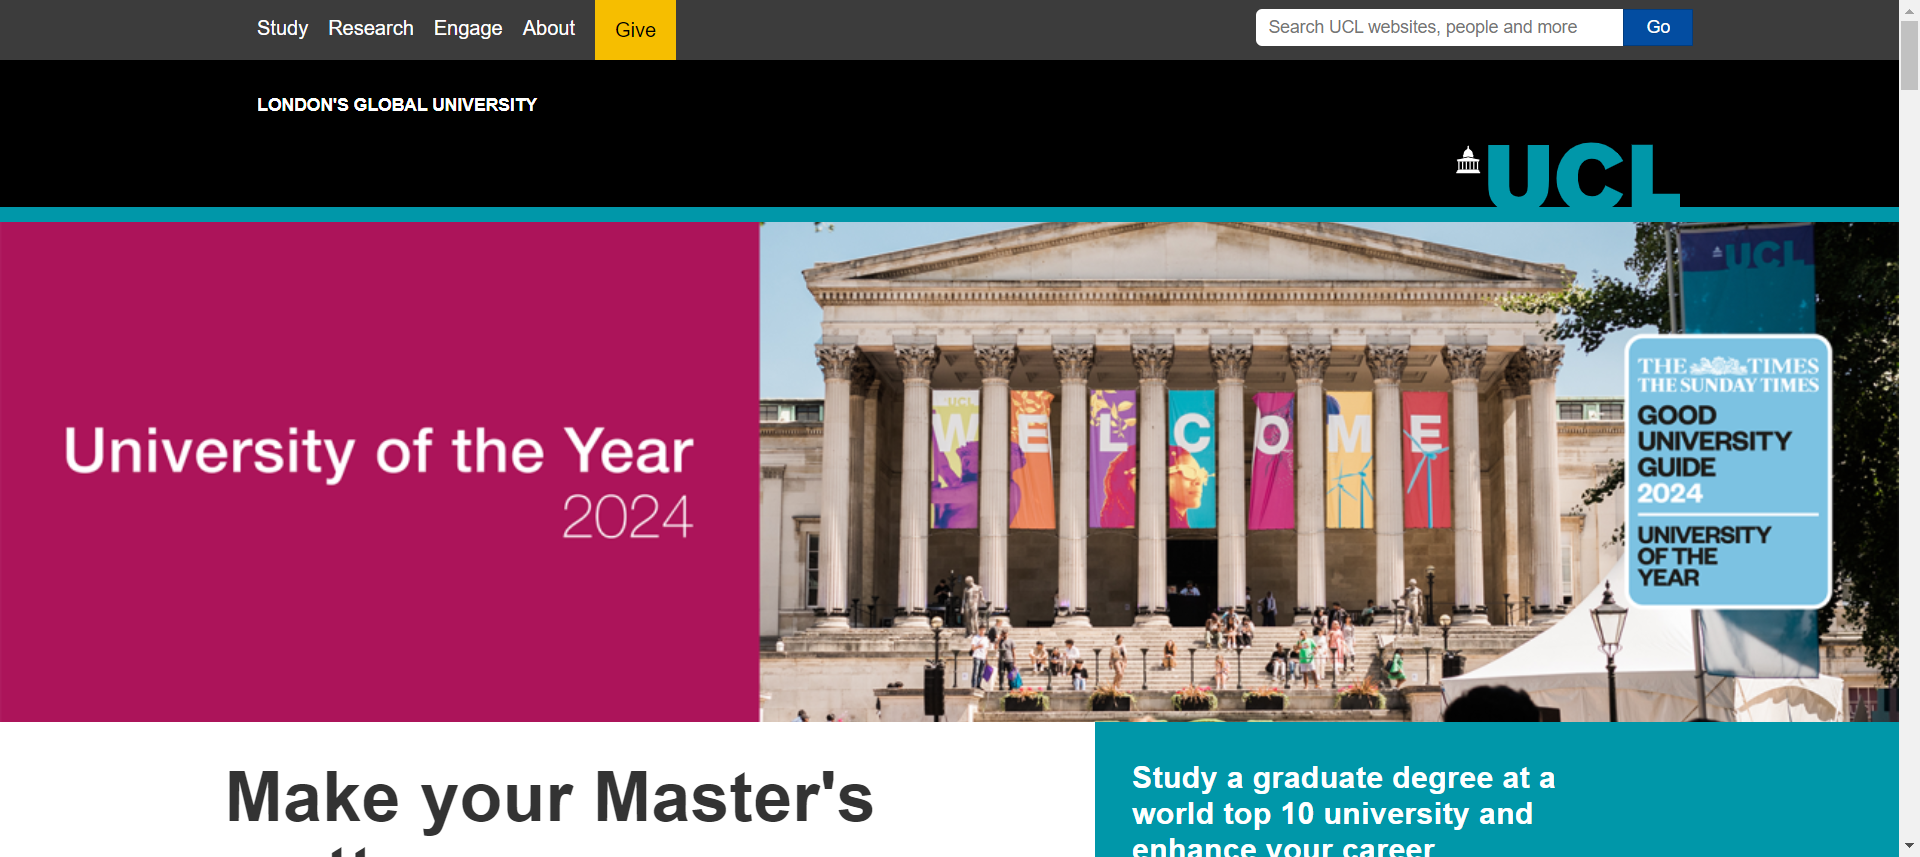 Study Research Engage About Give
Search UCL websites, people and more Go
LONDON'S GLOBAL UNIVERSITY
UCL
University of the Year
2024
UCL
UCL
WELCOME
THE TIMES
THE SUNDAY TIMES
GOOD
UNIVERSITY
GUIDE
2024
UNIVERSITY
OF THE
YEAR
Make your Master's
Study a graduate degree at a
world top 10 university and
enhance your career